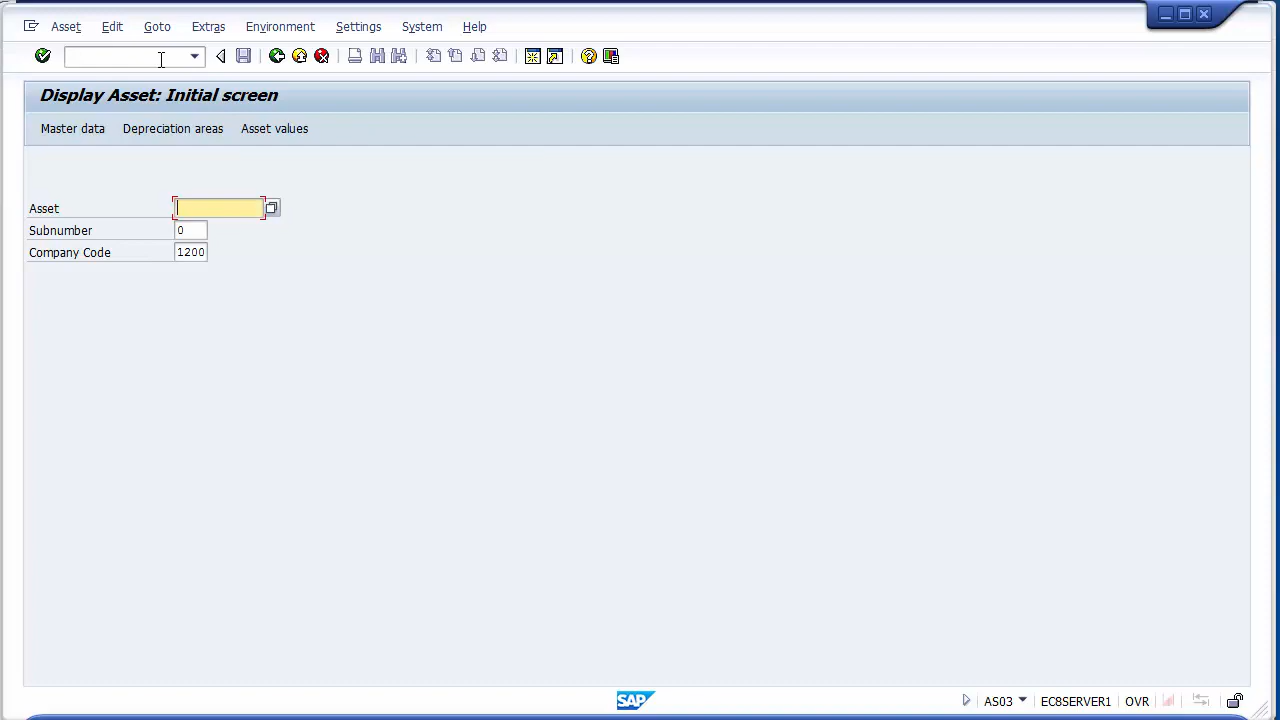 Asset Edit Goto Extras Environment Settings System Help
Display Asset: Initial screen
Master data Depreciation areas Asset values
Asset
Subnumber 0
Company Code 1200
SAP AS03 EC8SERVER1 OVR